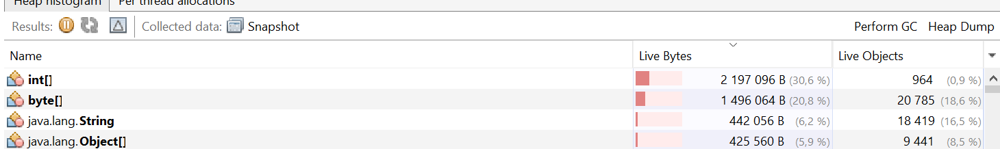 Heap histogram Per thread allocations
Results: Collected data: Snapshot Perform GC Heap Dump
Name Live Bytes Live Objects
int[] 2 197 096 B (30,6 %) 964 (0,9 %)
byte[] 1 496 064 B (20,8 %) 20 785 (18,6 %)
java.lang.String 442 056 B (6,2 %) 18 419 (16,5 %)
java.lang.Object[] 425 560 B (5,9 %) 9 441 (8,5 %)